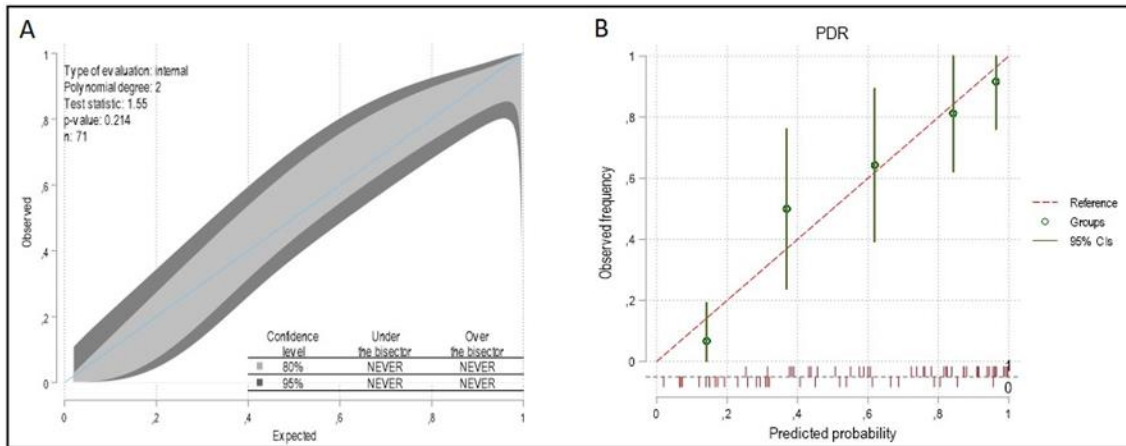 A
Type of evaluation: internal
Polynomial degree: 2
Test statistic: 1.55
p-value: 0.214
n: 71
Observed
1
,8
,6
,4
,2
0
Confidence level Under the bisector Over the bisector
80% NEVER NEVER
95% NEVER NEVER
0 ,2 ,4 ,6 ,8 1
Expected
B
PDR
Observed frequency
1
,8
,6
,4
,2
0
Reference
Groups
95% CIs
1
0
0 ,2 ,4 ,6 ,8 1
Predicted probability